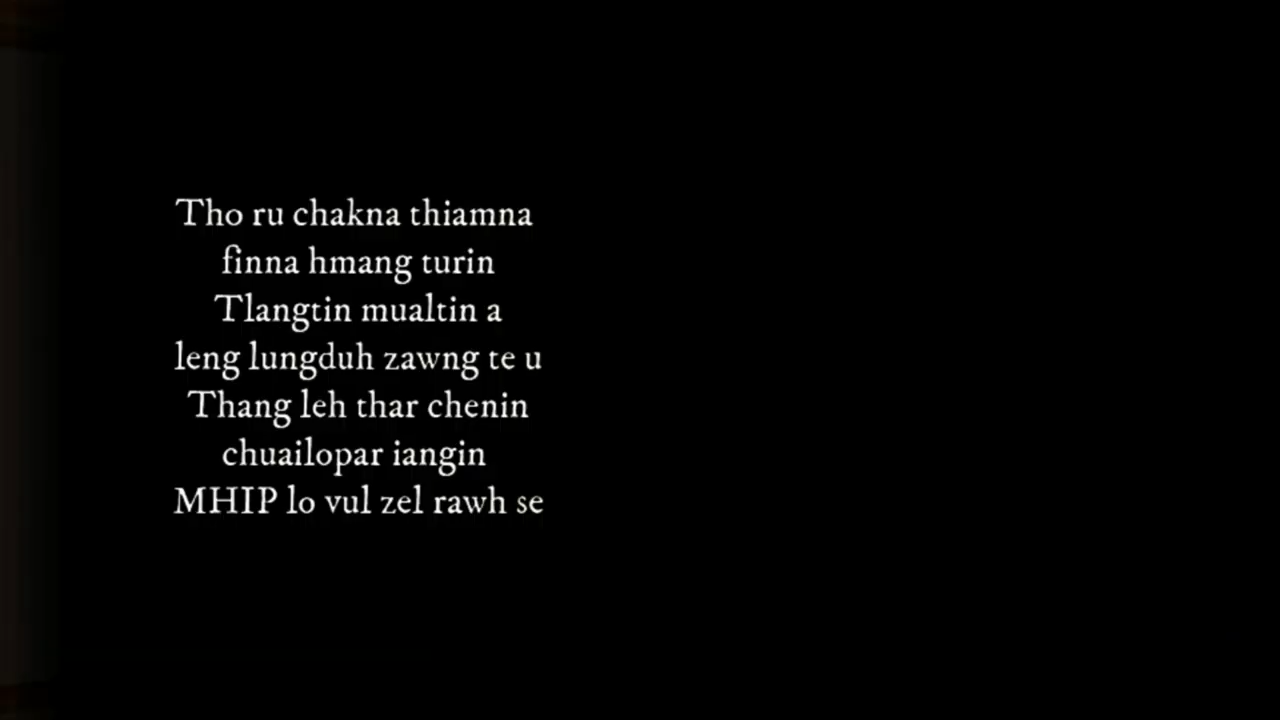 Tho ru chakna thiamna
finna hmang turin
Tlangtin mualtin a
leng lungduh zawng te u
Thang leh thar chenin
chuailopar iangin
MHIP lo vul zel rawh se